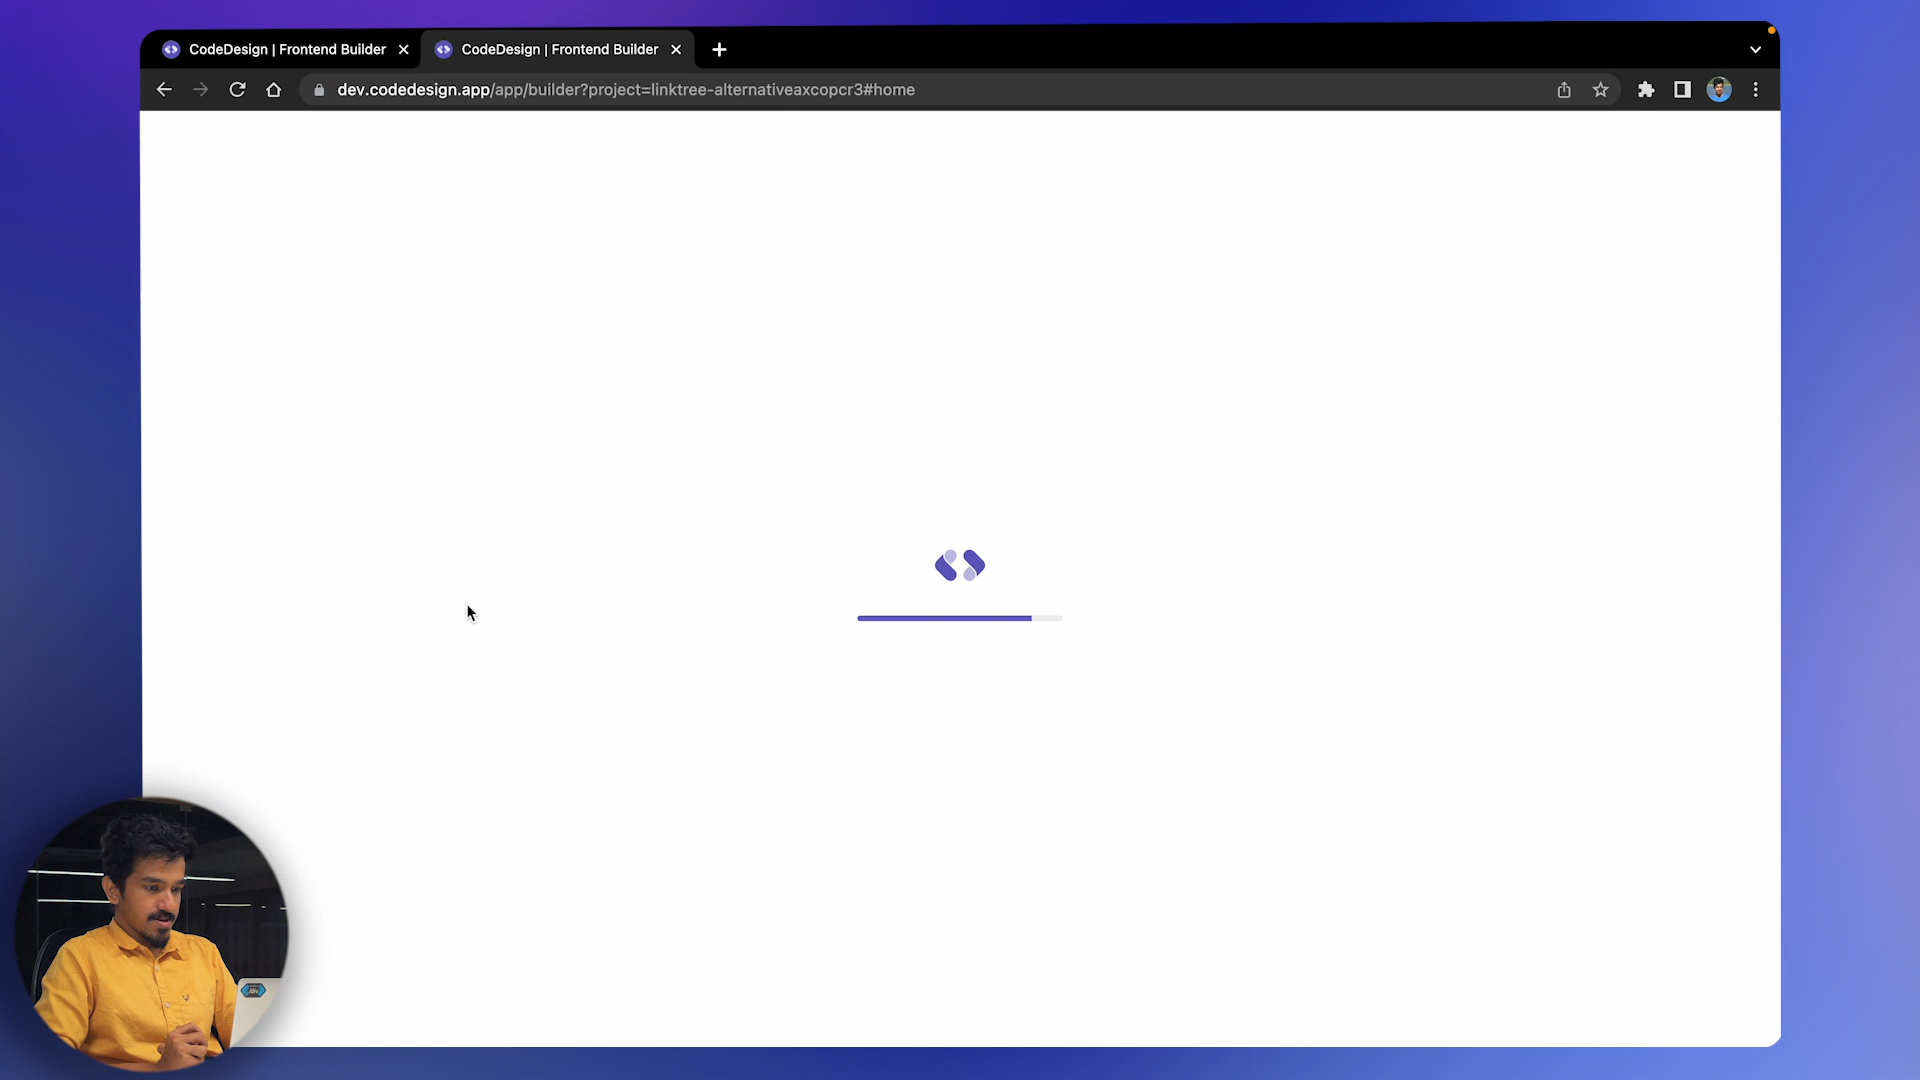 CodeDesign | Frontend Builder
CodeDesign | Frontend Builder
dev.codedesign.app/app/builder?project=linktree-alternativeaxcopcr3#home